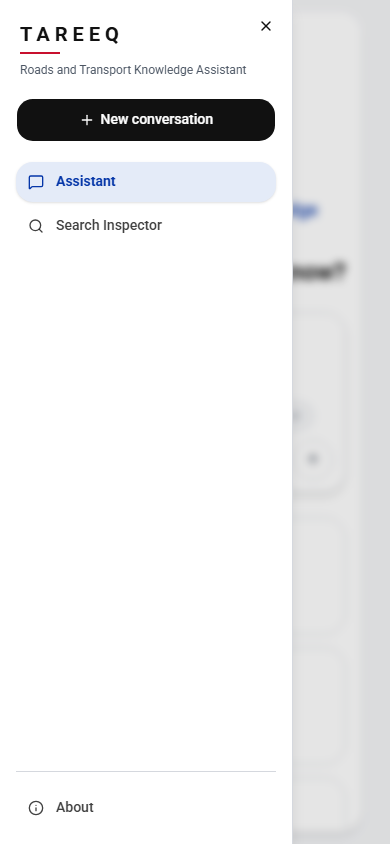 TAREEQ
Roads and Transport Knowledge Assistant
New conversation
Assistant
Search Inspector
About